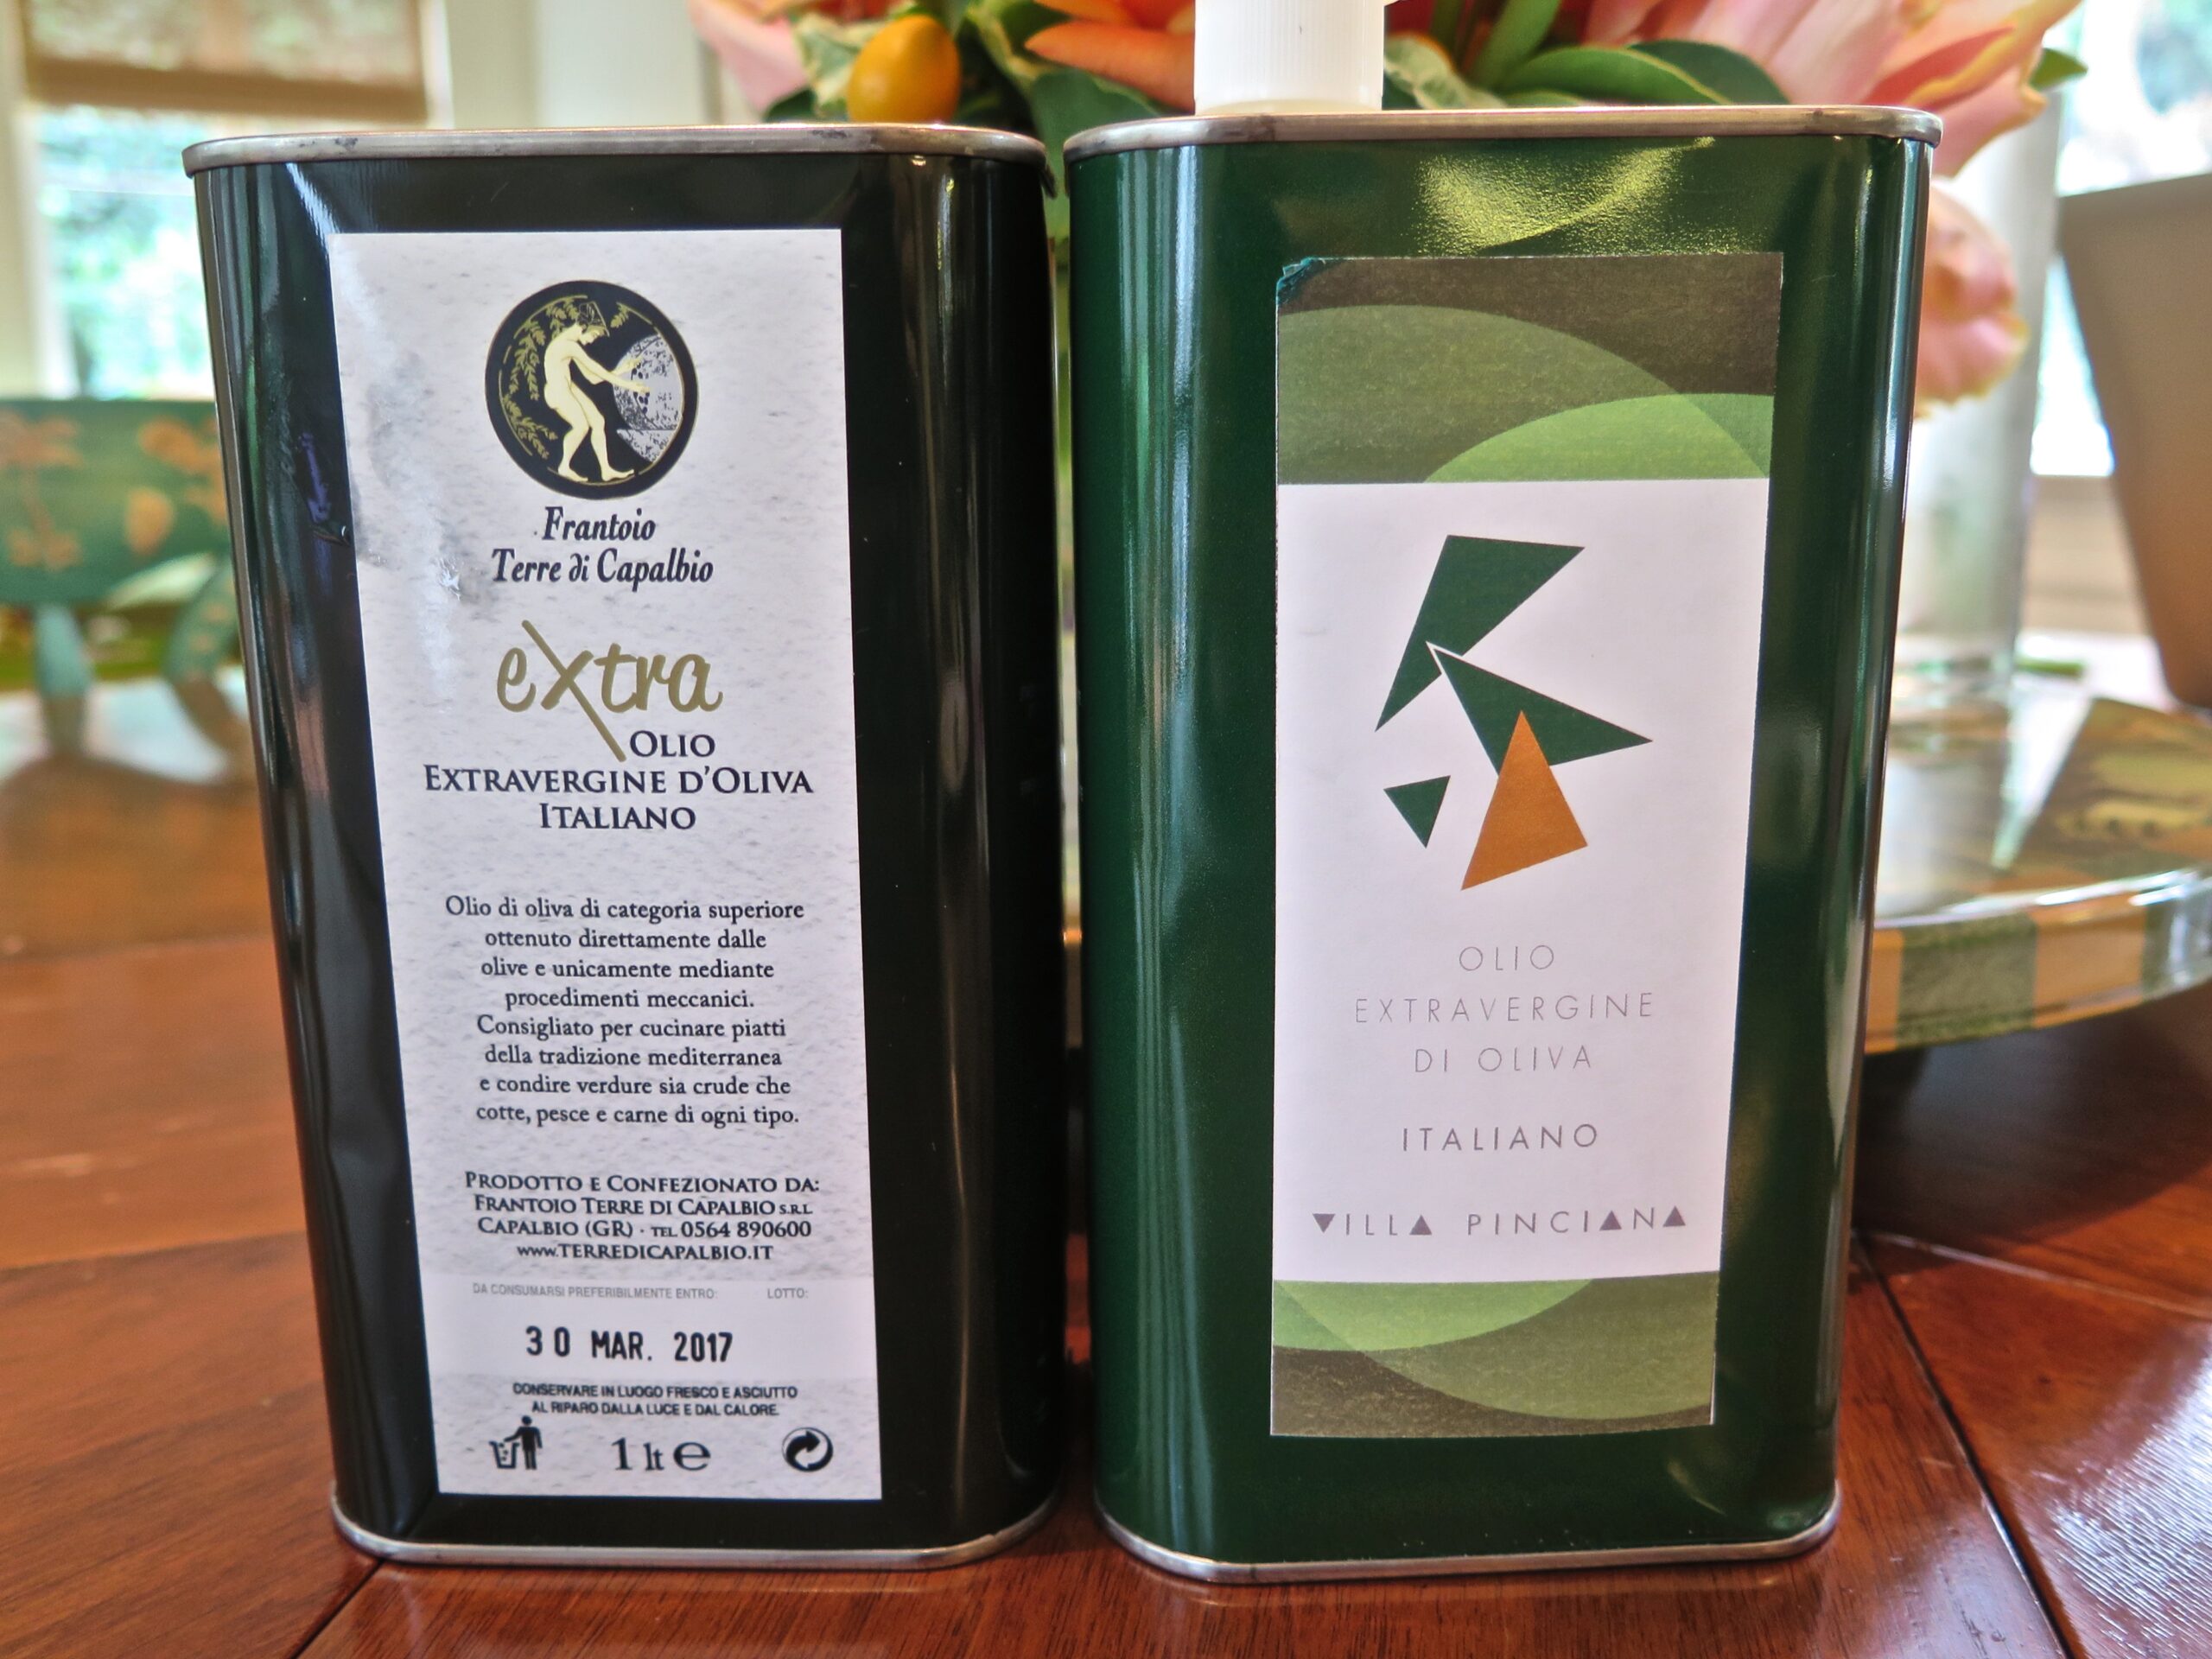 Frantoio
Terre di Capalbio
extra
OLIO
EXTRAVERGINE D'OLIVA
ITALIANO
Olio di oliva di categoria superiore
ottenuto direttamente dalle
olive e unicamente mediante
procedimenti meccanici.
Consigliato per cucinare piatti
della tradizione mediterranea
e condire verdure sia crude che
cotte, pesce e carne di ogni tipo.
PRODOTTO E CONFEZIONATO DA:
FRANTOIO TERRE DI CAPALBIO S.R.L.
CAPALBIO (GR) · TEL 0564 890600
www.TERREDICAPALBIO.IT
DA CONSUMARSI PREFERIBILMENTE ENTRO: LOTTO:
30 MAR. 2017
CONSERVARE IN LUOGO FRESCO E ASCIUTTO
AL RIPARO DALLA LUCE E DAL CALORE.
1 lt e
OLIO
EXTRAVERGINE
DI OLIVA
ITALIANO
VILLA PINCIANA